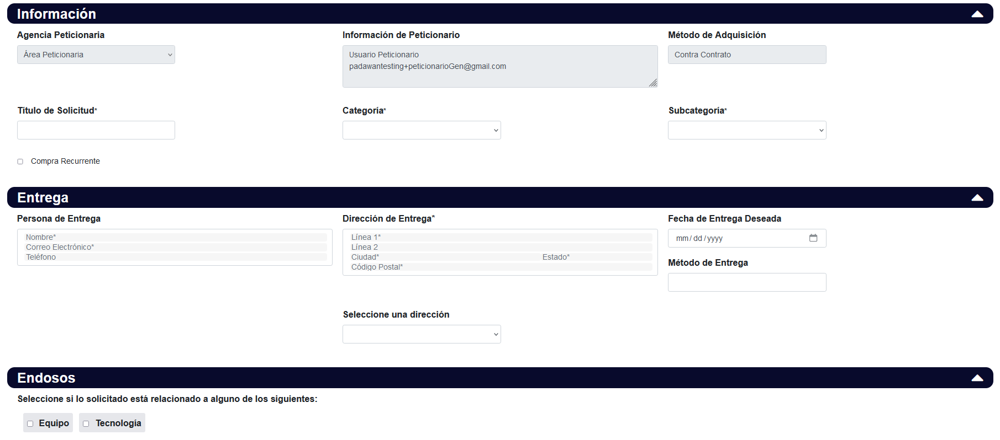 Información
Agencia Peticionaria
Información de Peticionario
Método de Adquisición
Área Peticionaria
Usuario Peticionario
padawantesting+peticionarioGen@gmail.com
Contra Contrato
Título de Solicitud*
Categoría*
Subcategoría*
Compra Recurrente
Entrega
Persona de Entrega
Nombre*
Correo Electrónico*
Teléfono
Dirección de Entrega*
Línea 1*
Línea 2
Ciudad* Estado*
Código Postal*
Fecha de Entrega Deseada
mm/dd/yyyy
Método de Entrega
Seleccione una dirección
Endosos
Seleccione si lo solicitado está relacionado a alguno de los siguientes:
Equipo Tecnología